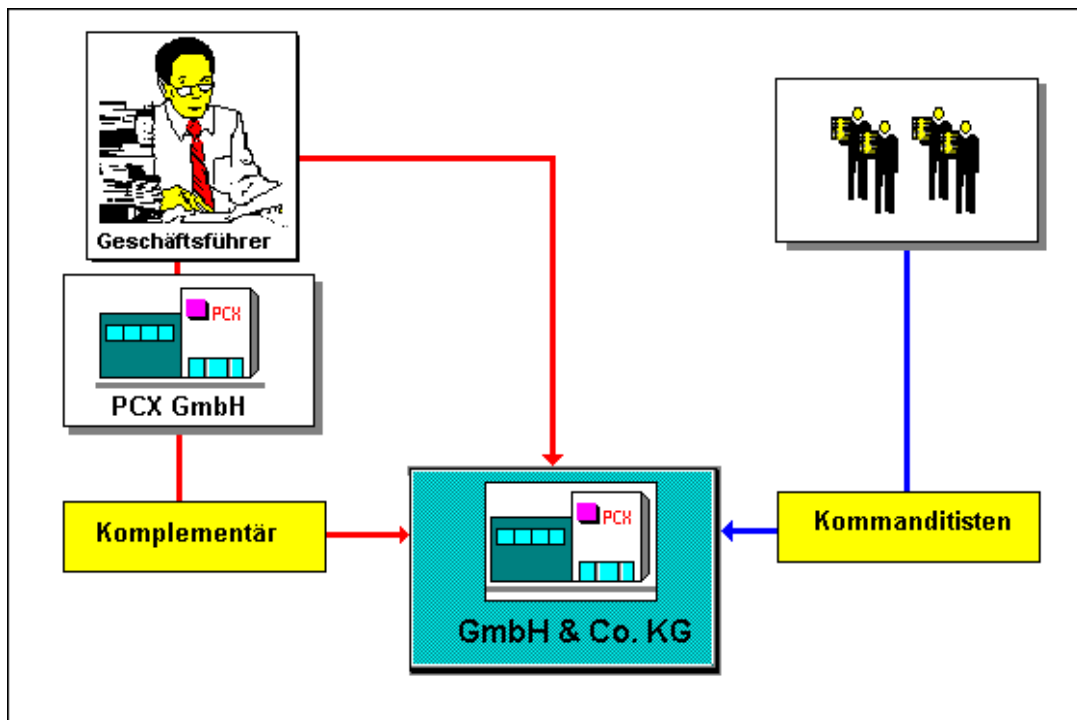 Geschäftsführer
PCX
PCX GmbH
Komplementär
Kommanditisten
PCX
GmbH & Co. KG